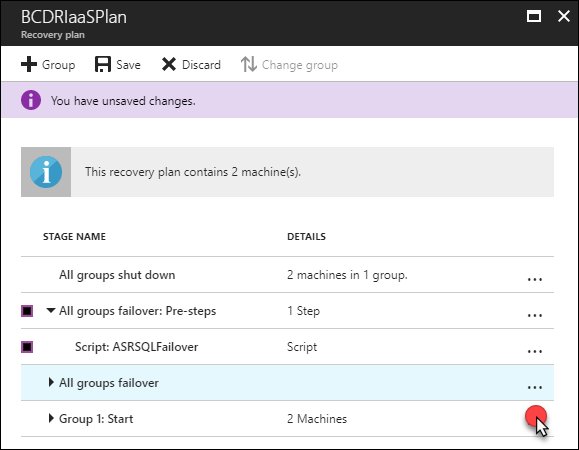 BCDRIaaSPlan
Recovery plan
Group Save Discard Change group
You have unsaved changes.
This recovery plan contains 2 machine(s).
STAGE NAME DETAILS
All groups shut down 2 machines in 1 group. ...
All groups failover: Pre-steps 1 Step ...
Script: ASRSQLFailover Script ...
All groups failover ...
Group 1: Start 2 Machines